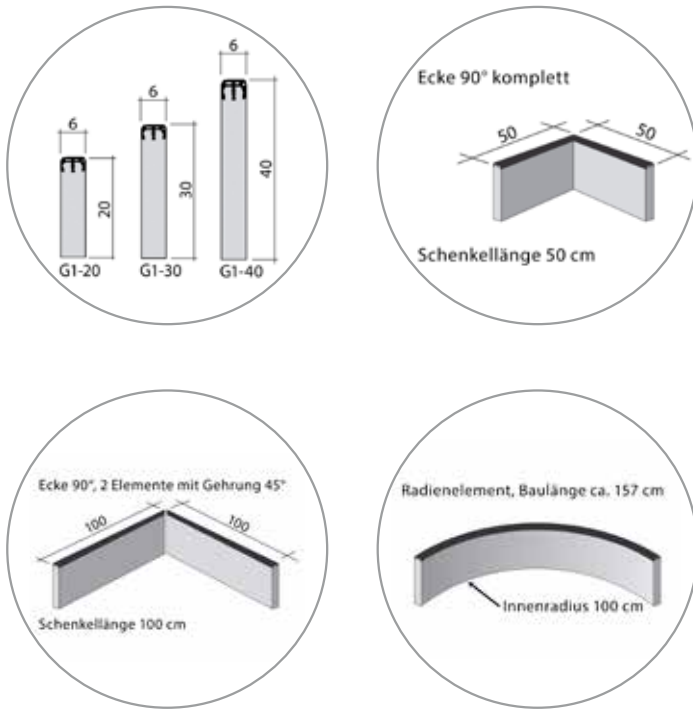 6
20
G1-20
6
30
G1-30
6
40
G1-40
Ecke 90° komplett
50
50
Schenkellänge 50 cm
Ecke 90°, 2 Elemente mit Gehrung 45°
100
100
Schenkellänge 100 cm
Radienelement, Baulänge ca. 157 cm
Innenradius 100 cm